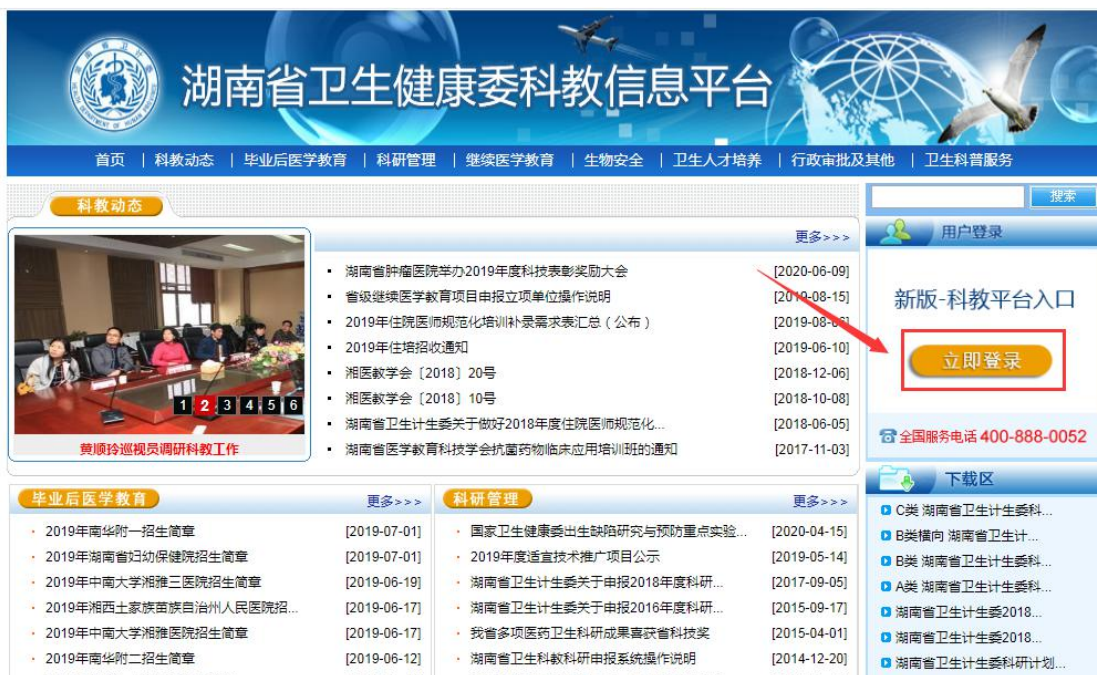 湖南省卫生健康委科教信息平台
首页 | 科教动态 | 毕业后医学教育 | 科研管理 | 继续医学教育 | 生物安全 | 卫生人才培养 | 行政审批及其他 | 卫生科普服务
科教动态
更多>>>
湖南省肿瘤医院举办2019年度科技表彰奖励大会 [2020-06-09]
省级继续医学教育项目申报立项单位操作说明 [2019-08-15]
2019年住院医师规范化培训补录需求表汇总（公布） [2019-08-05]
2019年住培招收通知 [2019-06-10]
湘医教学会〔2018〕20号 [2018-12-06]
湘医教学会〔2018〕10号 [2018-10-08]
湖南省卫生计生委关于做好2018年度住院医师规范化... [2018-06-05]
湖南省医学教育科技学会抗菌药物临床应用培训班的通知 [2017-11-03]
1 2 3 4 5 6
黄顺玲巡视员调研科教工作
搜索
用户登录
新版-科教平台入口
立即登录
全国服务电话 400-888-0052
毕业后医学教育 更多>>>
2019年南华附一招生简章 [2019-07-01]
2019年湖南省妇幼保健院招生简章 [2019-07-01]
2019年中南大学湘雅三医院招生简章 [2019-06-19]
2019年湘西土家族苗族自治州人民医院招... [2019-06-17]
2019年中南大学湘雅医院招生简章 [2019-06-17]
2019年南华附二招生简章 [2019-06-12]
科研管理 更多>>>
国家卫生健康委出生缺陷研究与预防重点实验... [2020-04-15]
2019年度适宜技术推广项目公示 [2019-05-14]
湖南省卫生计生委关于申报2018年度科研... [2017-09-05]
湖南省卫生计生委关于申报2016年度科研... [2015-09-17]
我省多项医药卫生科研成果喜获省科技奖 [2015-04-01]
湖南省卫生科教科研申报系统操作说明 [2014-12-20]
下载区
C类 湖南省卫生计生委科...
B类横向 湖南省卫生计...
B类 湖南省卫生计生委科...
A类 湖南省卫生计生委科...
湖南省卫生计生委2018...
湖南省卫生计生委2018...
湖南省卫生计生委科研计划...